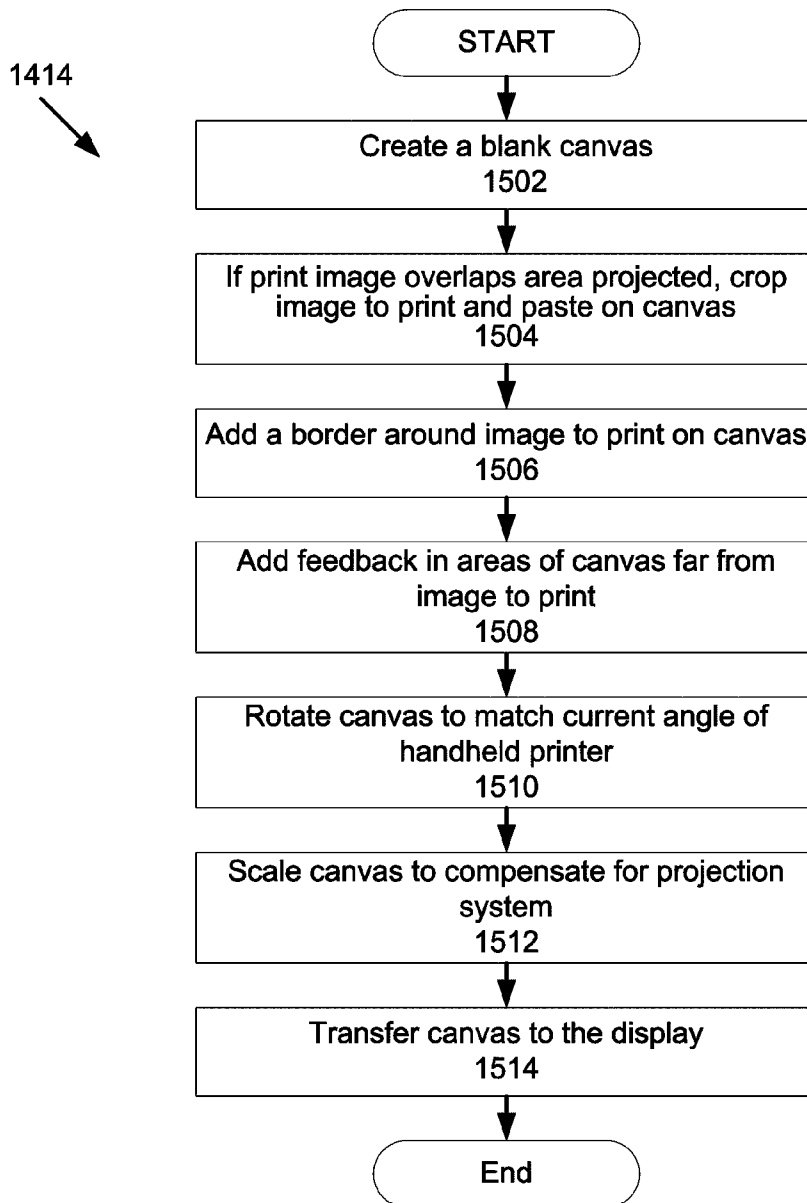 START
1414
Create a blank canvas
1502
If print image overlaps area projected, crop
image to print and paste on canvas
1504
Add a border around image to print on canvas
1506
Add feedback in areas of canvas far from
image to print
1508
Rotate canvas to match current angle of
handheld printer
1510
Scale canvas to compensate for projection
system
1512
Transfer canvas to the display
1514
End